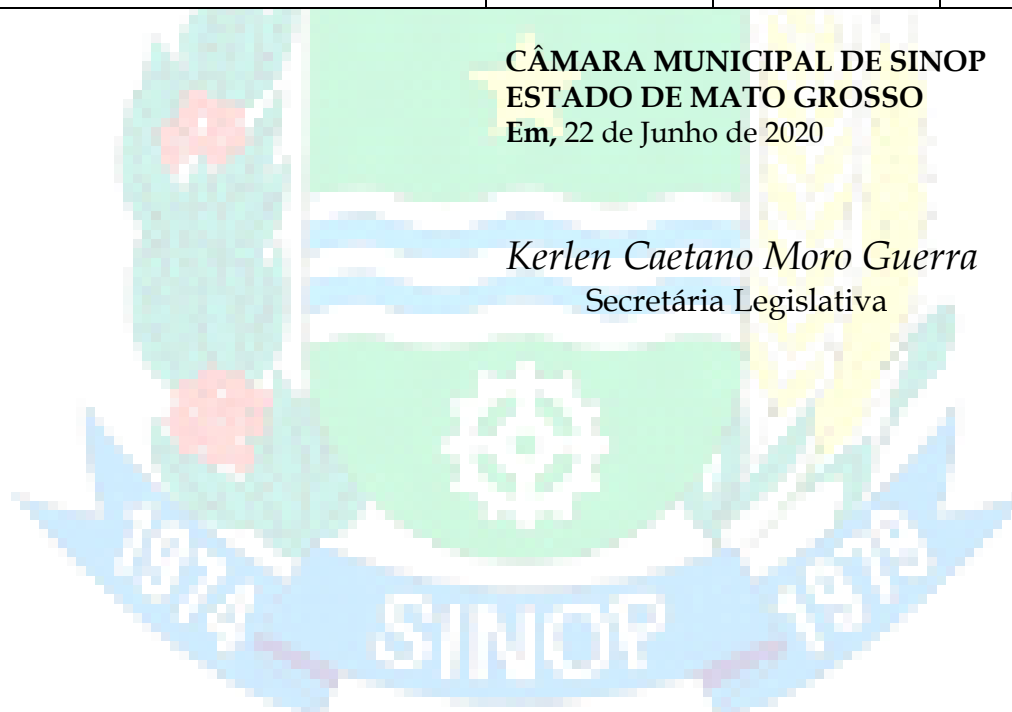 CÂMARA MUNICIPAL DE SINOP
ESTADO DE MATO GROSSO
Em, 22 de Junho de 2020
Kerlen Caetano Moro Guerra
Secretária Legislativa
1974 SINOP 1979